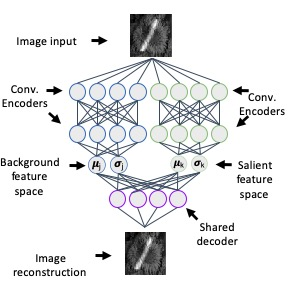 Image input
Conv.
Encoders
Conv.
Encoders
Background
feature
space
μj
σj
μk
σk
Salient
feature
space
Shared
decoder
Image
reconstruction